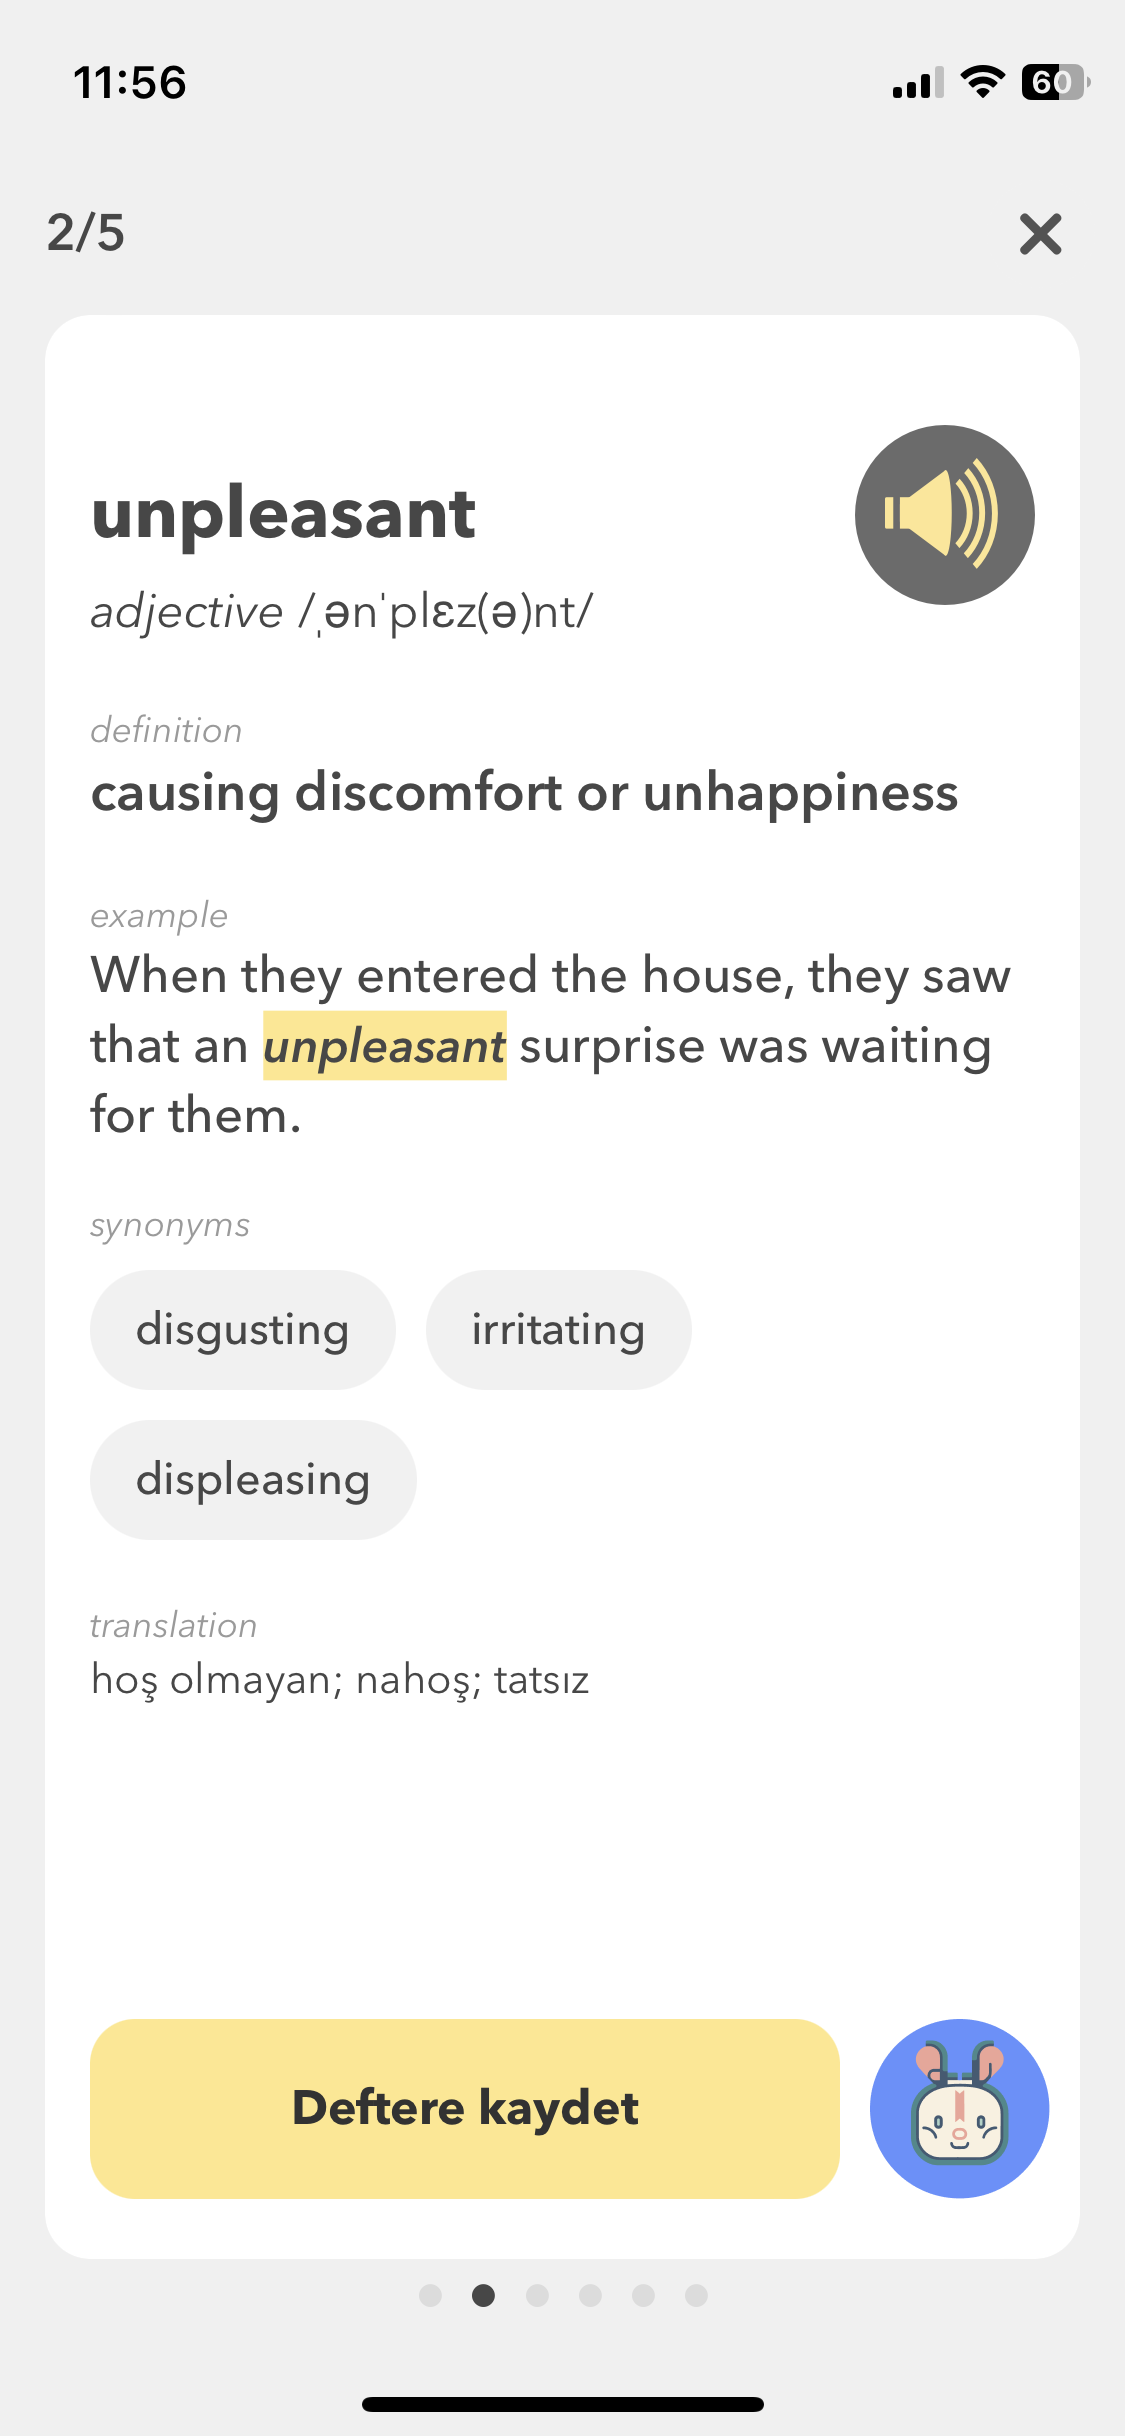 11:56
60
2/5
unpleasant
adjective /ˌənˈplɛz(ə)nt/
definition
causing discomfort or unhappiness
example
When they entered the house, they saw
that an unpleasant surprise was waiting
for them.
synonyms
disgusting irritating
displeasing
translation
hoş olmayan; nahoş; tatsız
Deftere kaydet